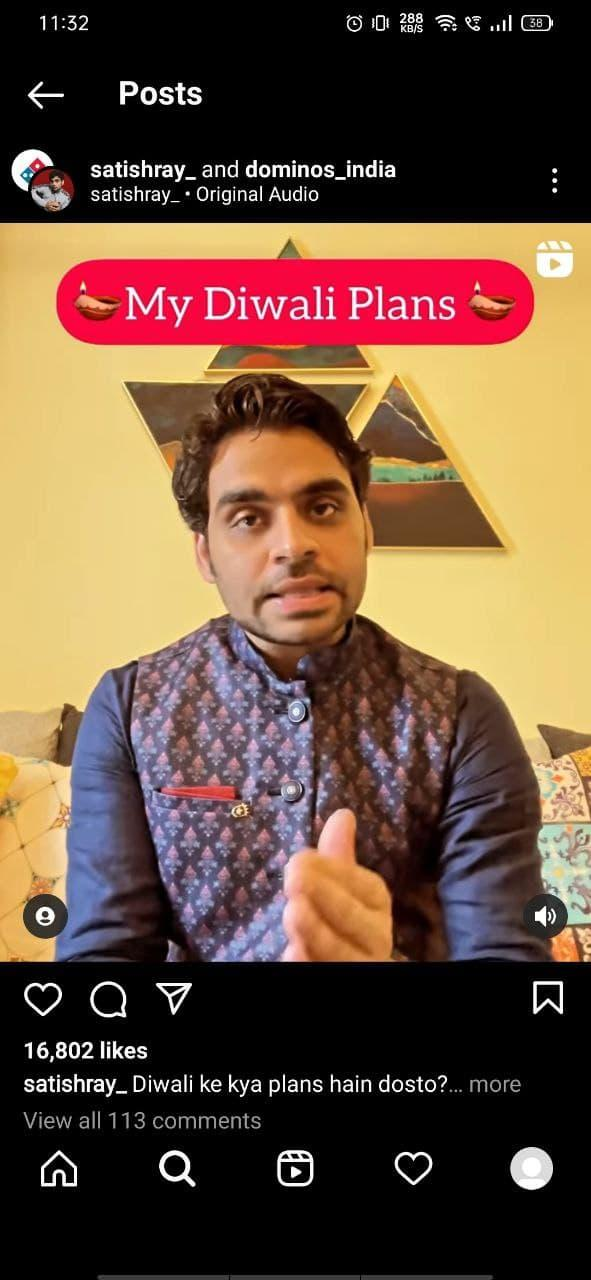 11:32
288
KB/S
38
Posts
satishray_ and dominos_india
satishray_ • Original Audio
My Diwali Plans
16,802 likes
satishray_ Diwali ke kya plans hain dosto?... more
View all 113 comments